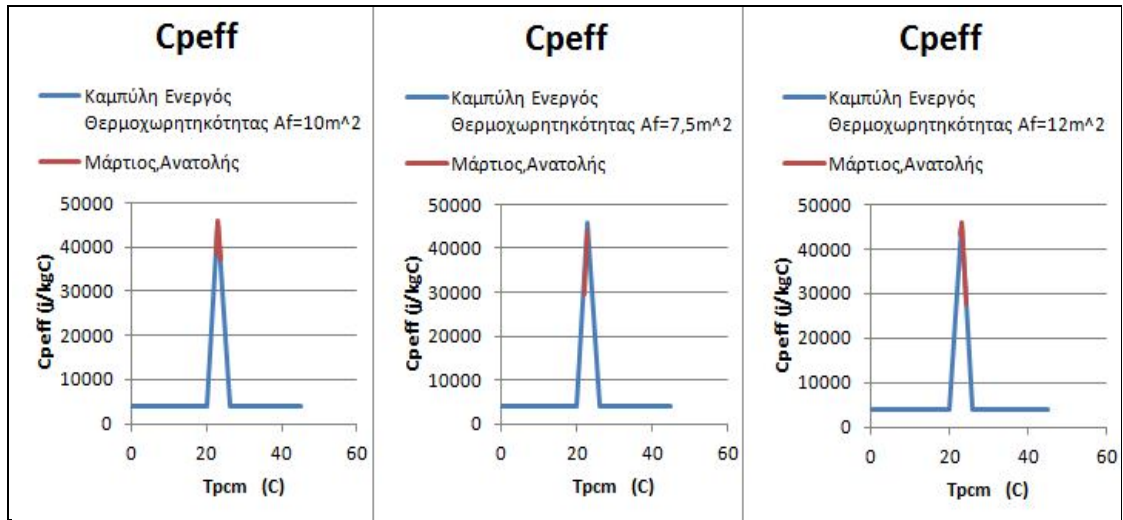 Cpeff
Καμπύλη Ενεργός
Θερμοχωρητηκότητας Af=10m^2
Μάρτιος,Ανατολής
50000
40000
30000
20000
10000
0
0 20 40 60
Cpeff (j/kgC)
Tpcm (C)
Cpeff
Καμπύλη Ενεργός
Θερμοχωρητηκότητας Af=7,5m^2
Μάρτιος,Ανατολής
50000
40000
30000
20000
10000
0
0 20 40 60
Cpeff (j/kgC)
Tpcm (C)
Cpeff
Καμπύλη Ενεργός
Θερμοχωρητηκότητας Af=12m^2
Μάρτιος,Ανατολής
50000
40000
30000
20000
10000
0
0 20 40 60
Cpeff (j/kgC)
Tpcm (C)